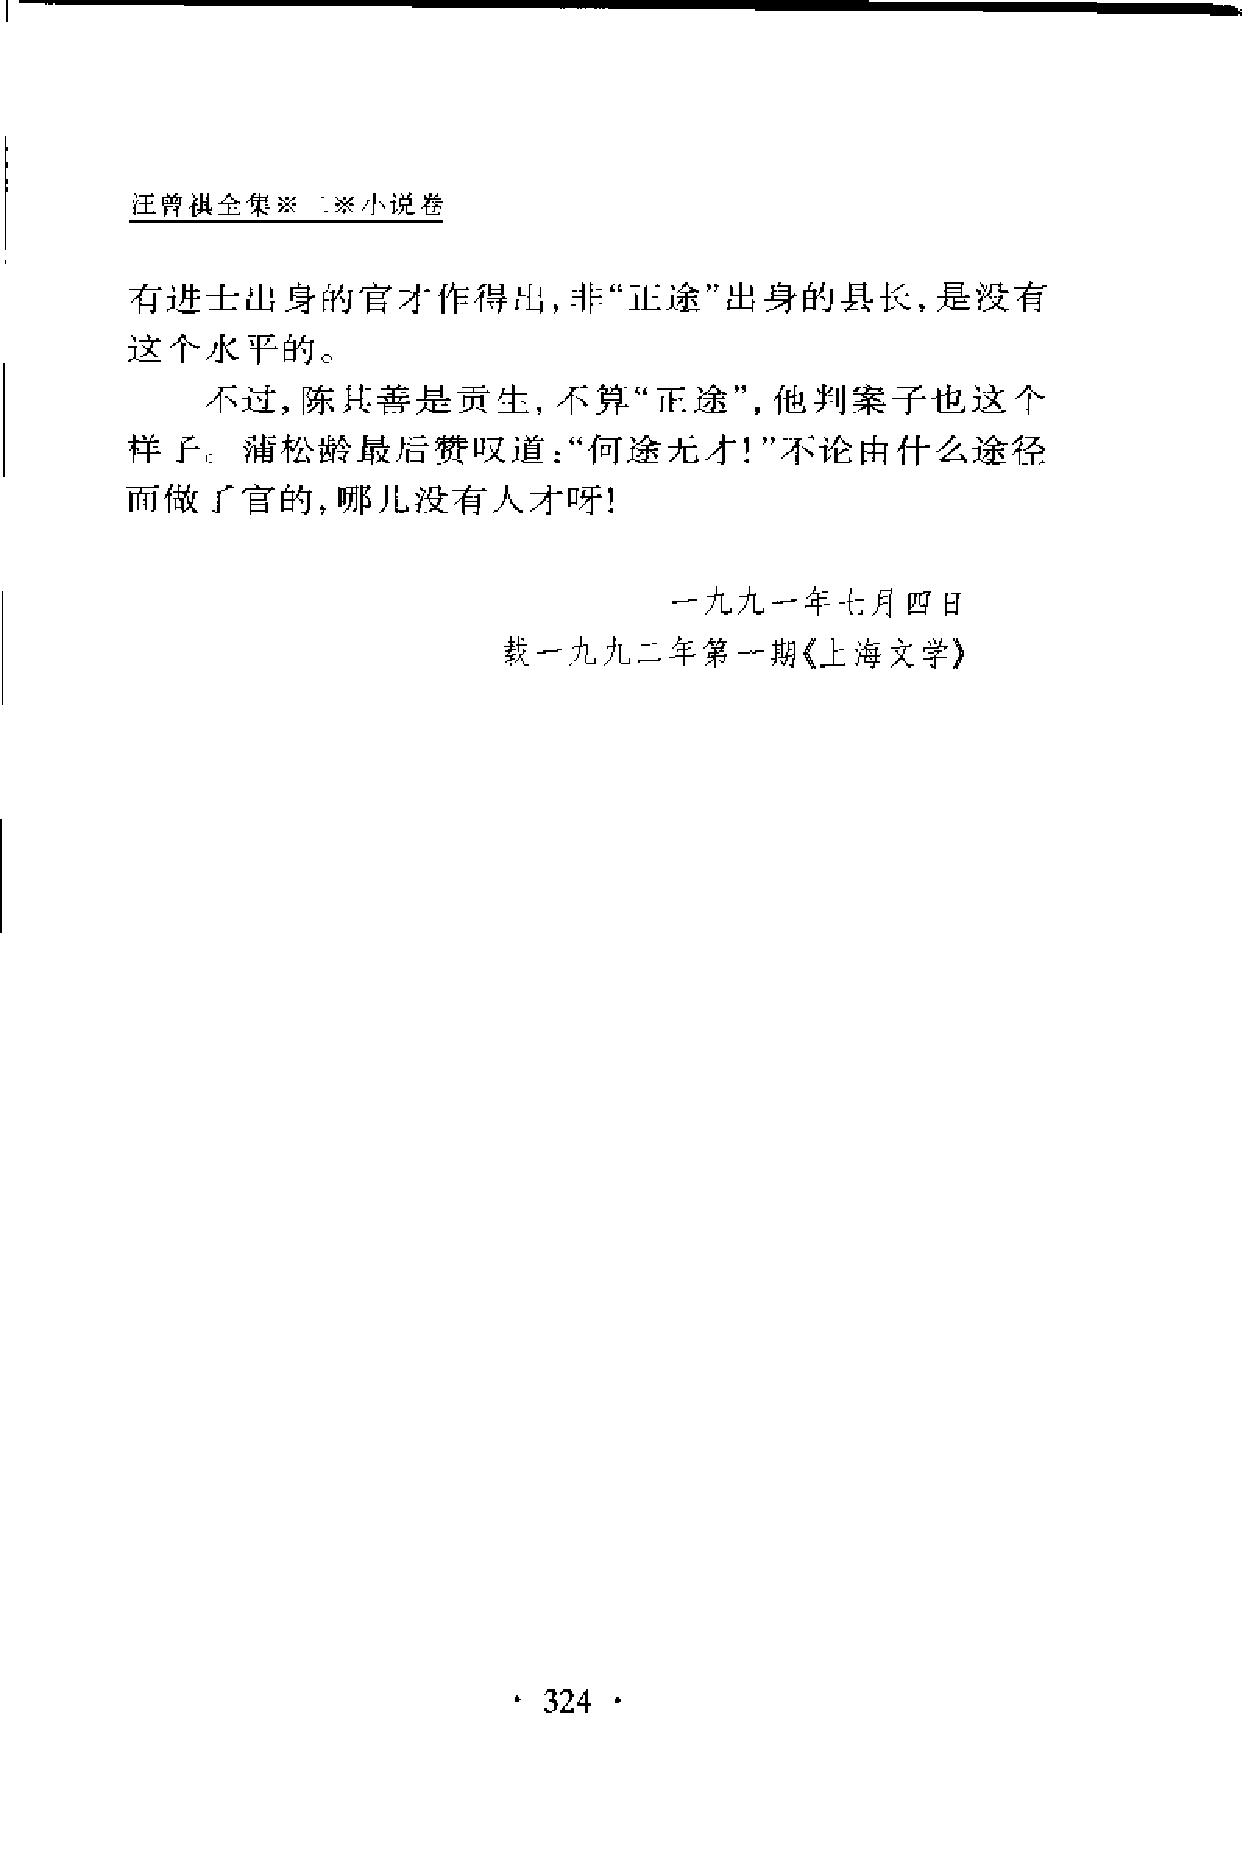 汪曾祺全集※二※小说卷
有进士出身的官才作得出,非“正途”出身的县长,是没有
这个水平的。
不过,陈其善是贡生,不算“正途”,他判案子也这个
样子。蒲松龄最后赞叹道:“何途无才!”不论由什么途径
而做了官的,哪儿没有人才呀!
一九九一年七月四日
载一九九二年第一期《上海文学》
· 324 ·